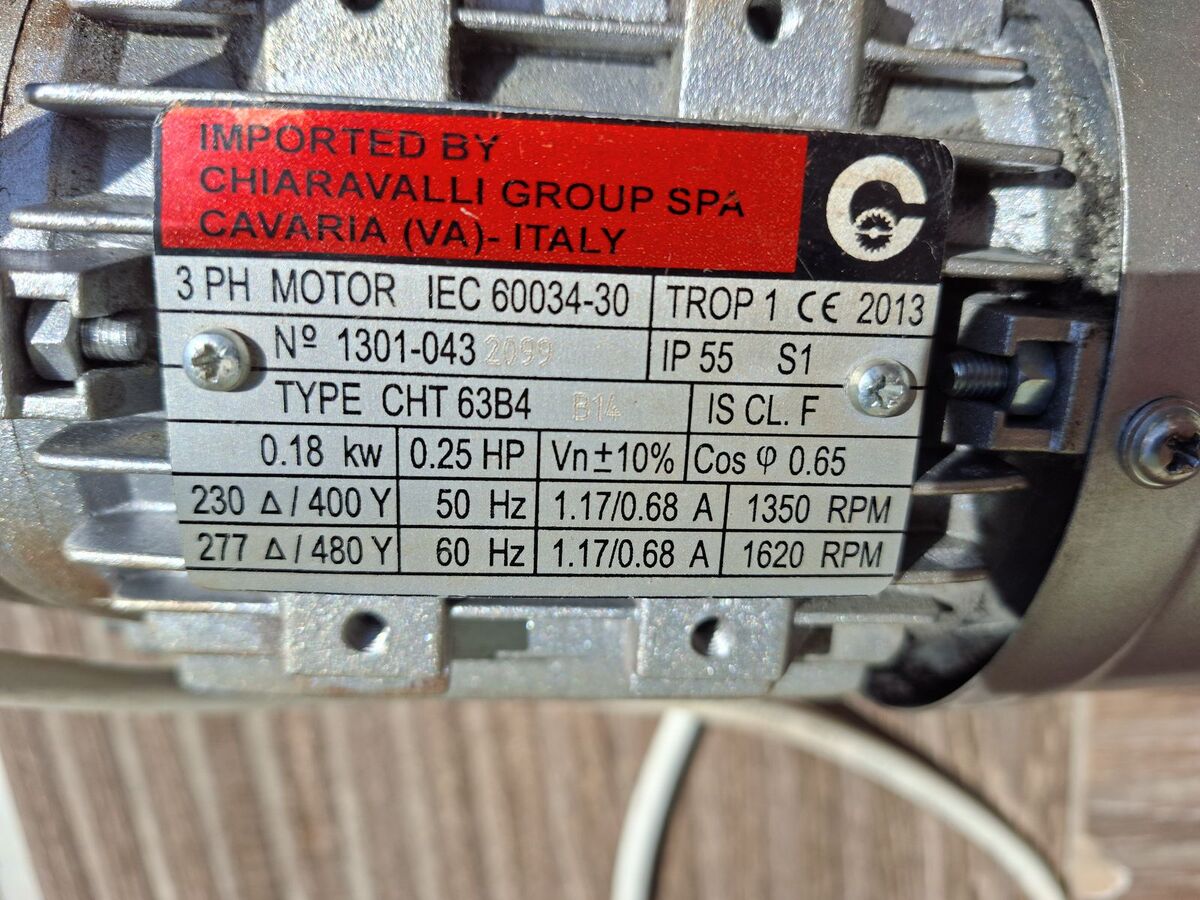 IMPORTED BY
CHIARAVALLI GROUP SPA
CAVARIA (VA)- ITALY
3 PH MOTOR IEC 60034-30 TROP 1 CE 2013
Nº 1301-043 2099 IP 55 S1
TYPE CHT 63B4 B14 IS CL. F
0.18 kw 0.25 HP Vn±10% Cos φ 0.65
230 Δ/400 Y 50 Hz 1.17/0.68 A 1350 RPM
277 Δ/480 Y 60 Hz 1.17/0.68 A 1620 RPM